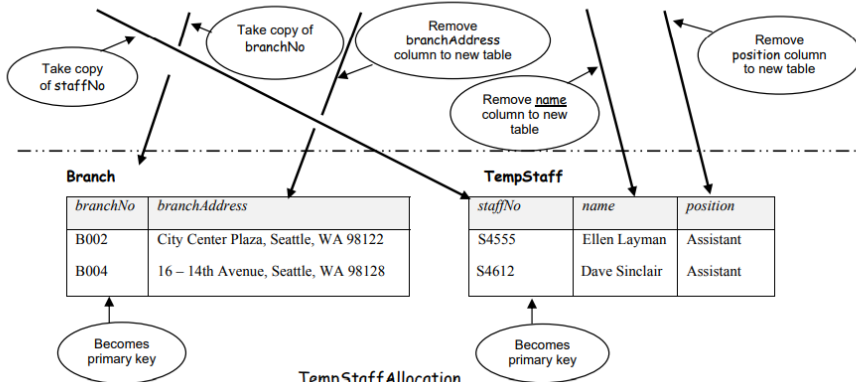 Take copy
of staffNo
Take copy of
branchNo
Remove
branchAddress
column to new table
Remove name
column to new
table
Remove
position column
to new table
Branch
branchNo branchAddress
B002 City Center Plaza, Seattle, WA 98122
B004 16 – 14th Avenue, Seattle, WA 98128
Becomes
primary key
TempStaff
staffNo name position
S4555 Ellen Layman Assistant
S4612 Dave Sinclair Assistant
Becomes
primary key
TempStaffAllocation